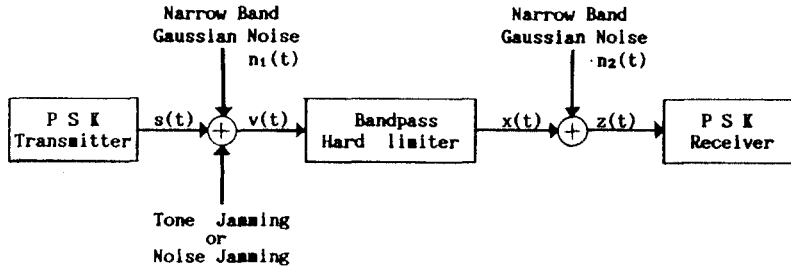 Narrow Band
Gaussian Noise
n₁(t)
Narrow Band
Gaussian Noise
n₂(t)
P S K
Transmitter
s(t)
+
v(t)
Bandpass
Hard limiter
x(t)
+
z(t)
P S K
Receiver
Tone Jamming
or
Noise Jamming